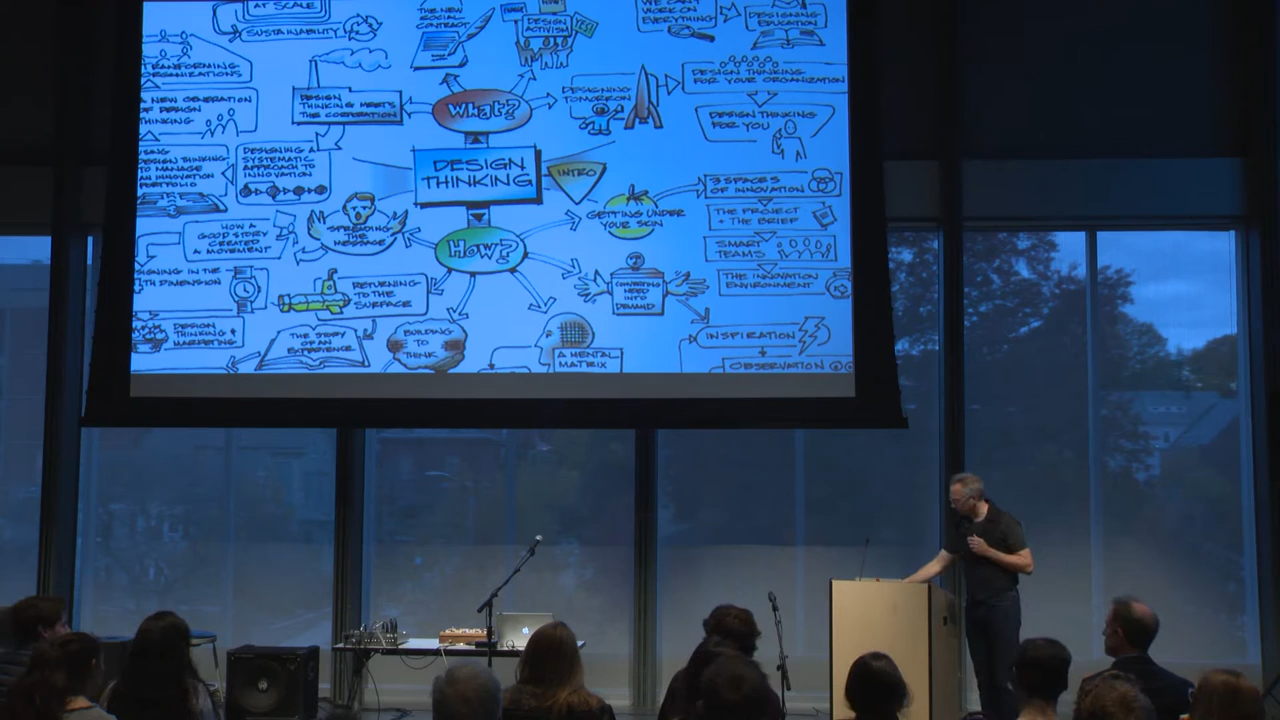 AT SCALE
SUSTAINABILITY
THE NEW
SOCIAL
CONTRACT
DESIGN
ACTIVISM
YES!
WE CAN'T
WORK ON
EVERYTHING
DESIGNING
EDUCATION
TRANSFORMING
ORGANIZATIONS
A NEW GENERATION
OF DESIGN
THINKING
DESIGN
THINKING MEETS
THE CORPORATION
What?
DESIGNING
TOMORROW
DESIGN THINKING
FOR YOUR ORGANIZATION
DESIGN THINKING
FOR YOU
USING
DESIGN THINKING
TO MANAGE
AN INNOVATION
PORTFOLIO
DESIGNING A
SYSTEMATIC
APPROACH TO
INNOVATION
DESIGN
THINKING
INTRO
3 SPACES
OF INNOVATION
THE PROJECT
+ THE BRIEF
SMART
TEAMS
THE INNOVATION
ENVIRONMENT
GETTING UNDER
YOUR SKIN
SPREADING
THE
MESSAGE
HOW A
GOOD STORY
CREATED
A MOVEMENT
How?
SIGNING IN THE
TH DIMENSION
RETURNING
TO THE
SURFACE
CONVERTING
NEED
INTO
DEMAND
DESIGN
THINKING &
MARKETING
THE STORY
OF AN
EXPERIENCE
BUILDING
TO
THINK
A MENTAL
MATRIX
INSPIRATION
OBSERVATION